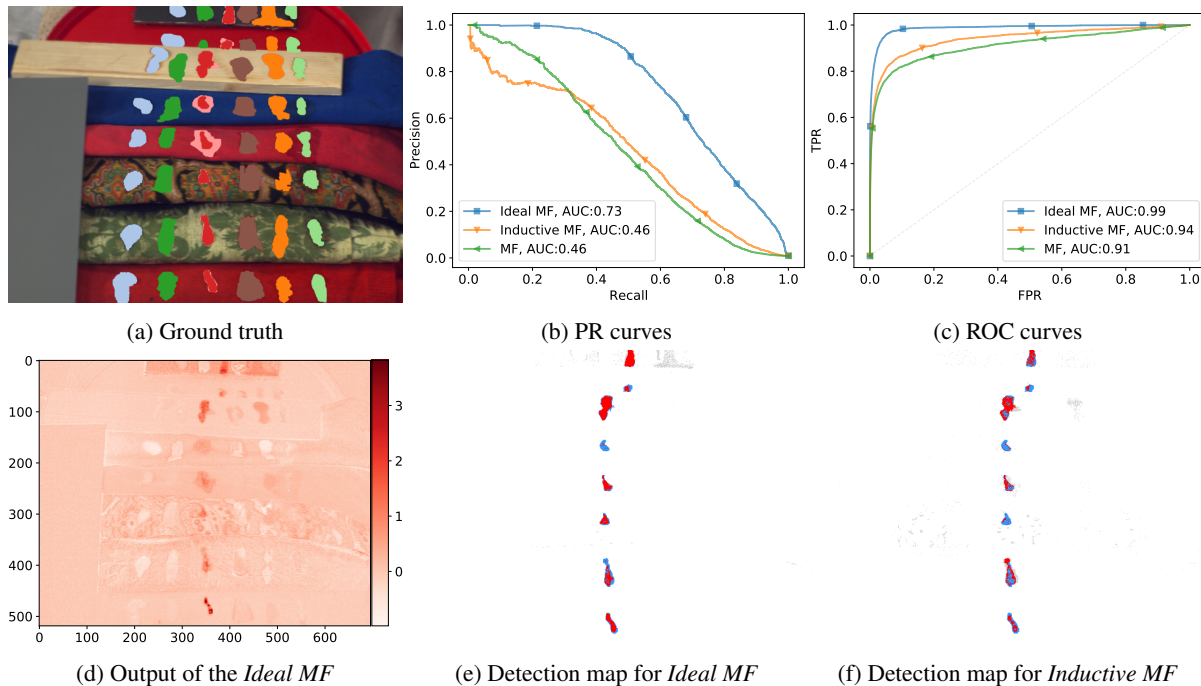 1.0
0.8
0.6
0.4
0.2
0.0
Precision
Ideal MF, AUC:0.73
Inductive MF, AUC:0.46
MF, AUC:0.46
0.0 0.2 0.4 0.6 0.8 1.0
Recall
1.0
0.8
0.6
0.4
0.2
0.0
TPR
Ideal MF, AUC:0.99
Inductive MF, AUC:0.94
MF, AUC:0.91
0.0 0.2 0.4 0.6 0.8 1.0
FPR
(a) Ground truth
(b) PR curves
(c) ROC curves
0
100
200
300
400
500
0 100 200 300 400 500 600
3
2
1
0
(d) Output of the Ideal MF
(e) Detection map for Ideal MF
(f) Detection map for Inductive MF